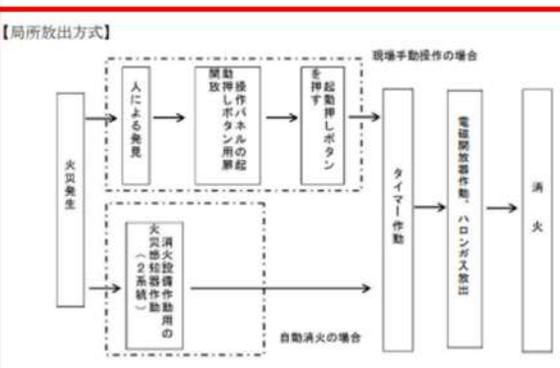 【局所放出方式】
現場手動操作の場合
火災発生
人による発見
操作パネルの起
動押しボタン用扉
開放
起動押しボタン
を押す
タイマー作動
電磁開放器作動、ハロンガス放出
消火
消火設備作動用の
火災感知器作動
（２系統）
自動消火の場合